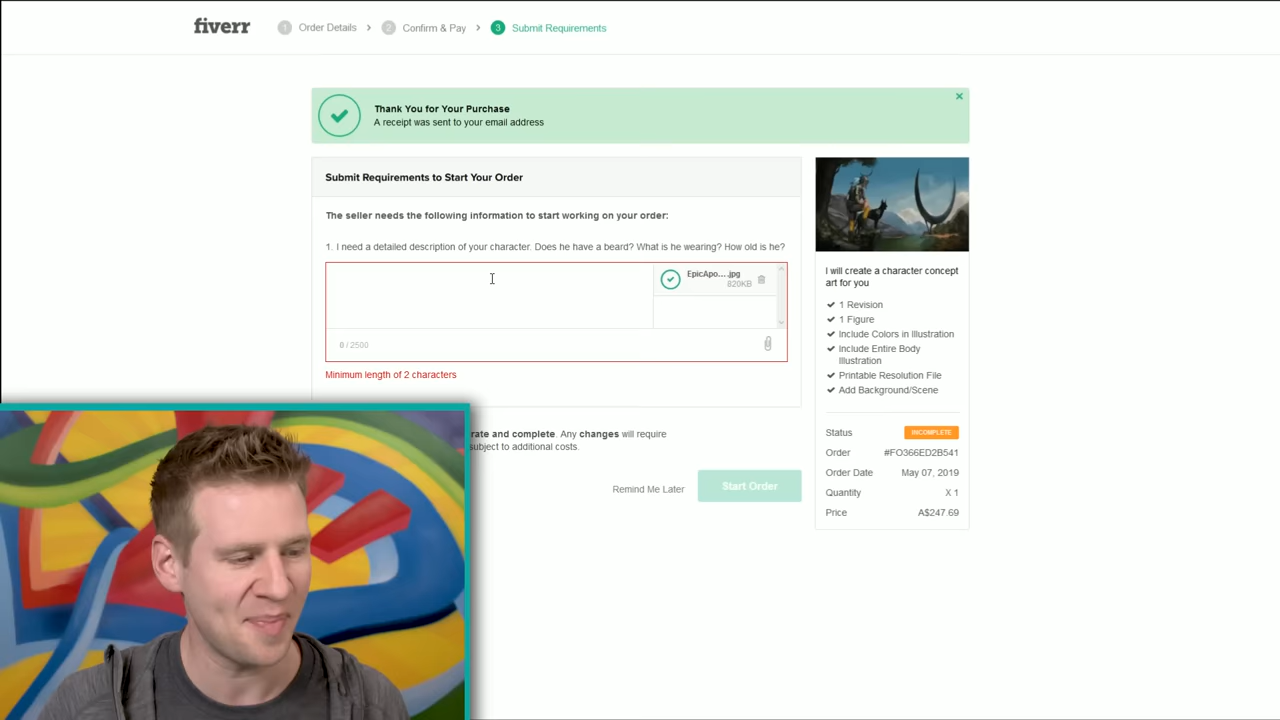 fiverr
1 Order Details > 2 Confirm & Pay > 3 Submit Requirements
Thank You for Your Purchase
A receipt was sent to your email address
Submit Requirements to Start Your Order
The seller needs the following information to start working on your order:
1. I need a detailed description of your character. Does he have a beard? What is he wearing? How old is he?
EpicApo....jpg
820KB
0 / 2500
Minimum length of 2 characters
rate and complete. Any changes will require
subject to additional costs.
Remind Me Later
Start Order
I will create a character concept
art for you
1 Revision
1 Figure
Include Colors in Illustration
Include Entire Body
Illustration
Printable Resolution File
Add Background/Scene
Status INCOMPLETE
Order #FO366ED2B541
Order Date May 07, 2019
Quantity X 1
Price A$247.69